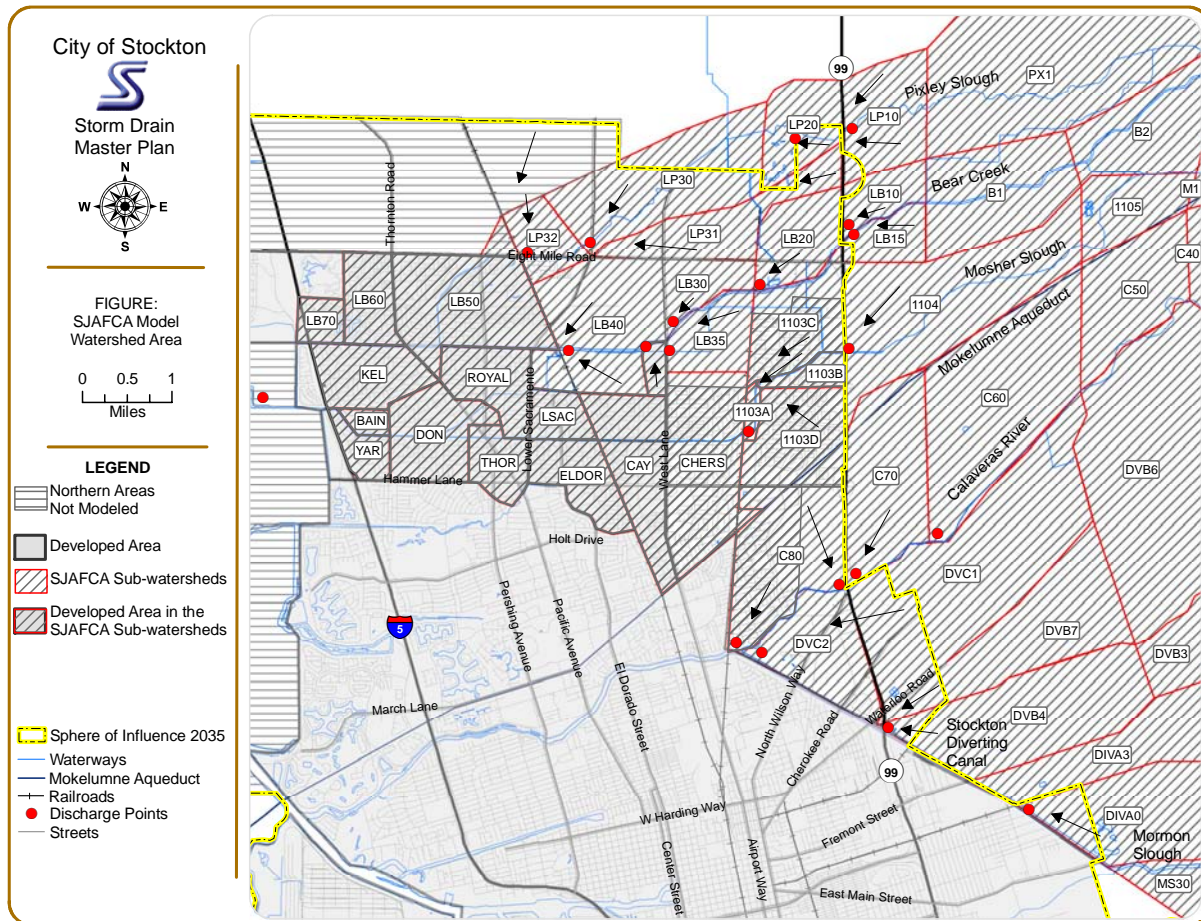 City of Stockton
Storm Drain
Master Plan
N
W
E
S
FIGURE:
SJAFCA Model
Watershed Area
0 0.5 1
Miles
LEGEND
Northern Areas
Not Modeled
Developed Area
SJAFCA Sub-watersheds
Developed Area in the
SJAFCA Sub-watersheds
Sphere of Influence 2035
Waterways
Mokelumne Aqueduct
Railroads
Discharge Points
Streets
99
Pixley Slough
PX1
LP20
LP10
B2
LP30
Bear Creek
B1
M1
LB10
1105
Thornton Road
LP32
LP31
LB20
LB15
C40
Eight Mile Road
Mosher Slough
LB60
LB50
LB30
C50
LB70
LB40
LB35
1103C
1104
Mokelumne Aqueduct
KEL
ROYAL
1103B
C60
BAIN
LSAC
1103A
Lower Sacramento
DON
YAR
THOR
ELDOR
CAY
West Lane
CHERS
1103D
Calaveras River
DVB6
Hammer Lane
C70
Holt Drive
C80
DVC1
Pershing Avenue
Pacific Avenue
5
DVC2
DVB7
DVB3
El Dorado Street
North Wilson Way
Waterloo Road
March Lane
DVB4
Cherokee Road
Stockton
Diverting
Canal
DIVA3
99
W Harding Way
Fremont Street
DIVA0
Mormon
Slough
Center Street
Airport Way
East Main Street
MS30